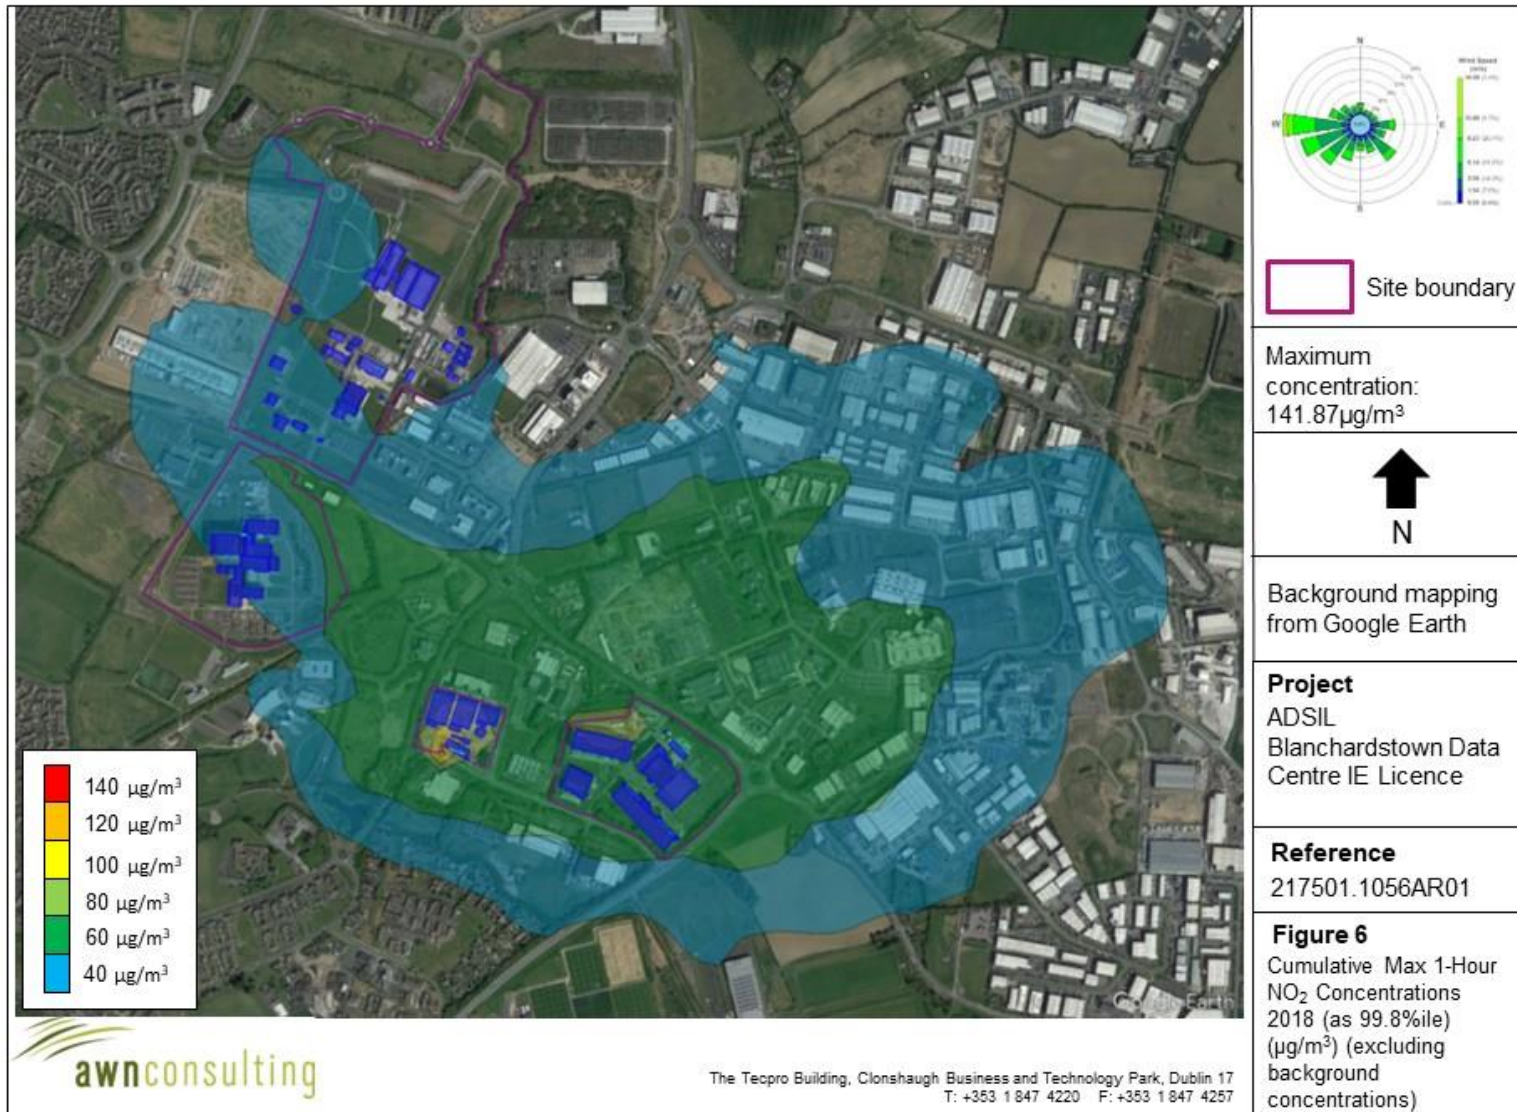 N
W
E
S
Wind Speed
Site boundary
Maximum
concentration:
141.87µg/m³
N
Background mapping
from Google Earth
Project
ADSIL
Blanchardstown Data
Centre IE Licence
Reference
217501.1056AR01
Figure 6
Cumulative Max 1-Hour
NO₂ Concentrations
2018 (as 99.8%ile)
(µg/m³) (excluding
background
concentrations)
140 µg/m³
120 µg/m³
100 µg/m³
80 µg/m³
60 µg/m³
40 µg/m³
Google Earth
awnconsulting
The Tecpro Building, Clonshaugh Business and Technology Park, Dublin 17
T: +353 1 847 4220 F: +353 1 847 4257